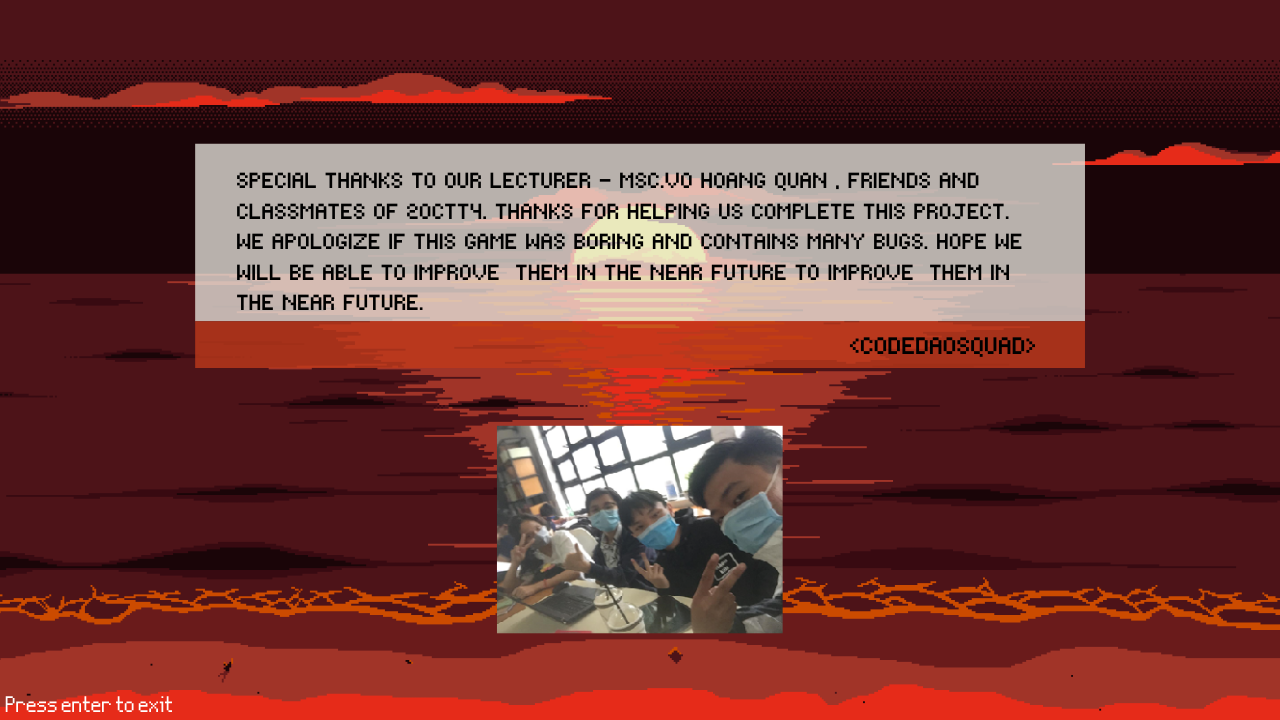 SPECIAL THANKS TO OUR LECTURER - MSC.VO HOANG QUAN , FRIENDS AND
CLASSMATES OF 20CTT4. THANKS FOR HELPING US COMPLETE THIS PROJECT.
WE APOLOGIZE IF THIS GAME WAS BORING AND CONTAINS MANY BUGS. HOPE WE
WILL BE ABLE TO IMPROVE  THEM IN THE NEAR FUTURE TO IMPROVE  THEM IN
THE NEAR FUTURE.
<CODEDAOSQUAD>
Press enter to exit